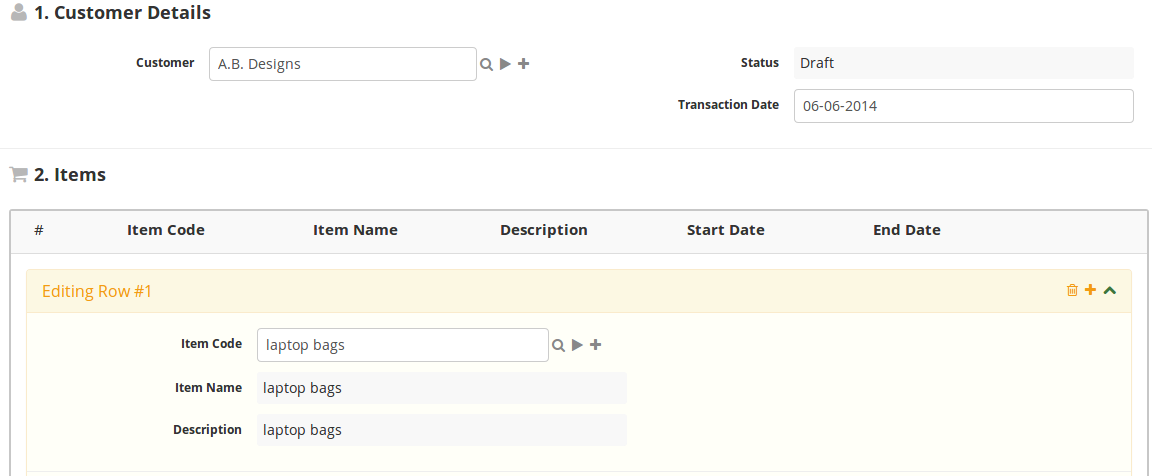 1. Customer Details
Customer A.B. Designs Status Draft
Transaction Date 06-06-2014
2. Items
# Item Code Item Name Description Start Date End Date
Editing Row #1
Item Code laptop bags
Item Name laptop bags
Description laptop bags